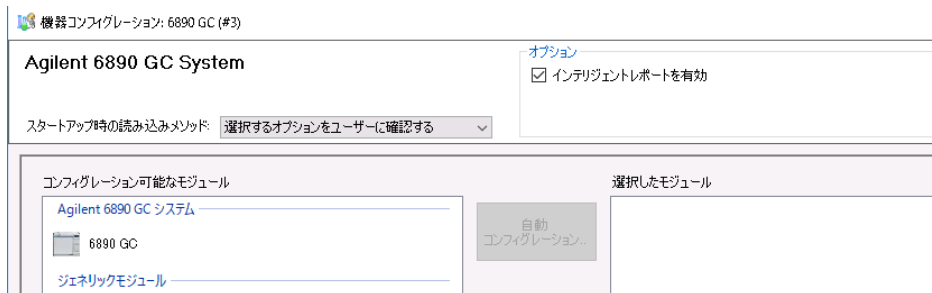 機器コンフィグレーション: 6890 GC (#3)
Agilent 6890 GC System
オプション
インテリジェントレポートを有効
スタートアップ時の読み込みメソッド: 選択するオプションをユーザーに確認する
コンフィグレーション可能なモジュール
選択したモジュール
Agilent 6890 GC システム
6890 GC
自動
コンフィグレーション..
ジェネリックモジュール